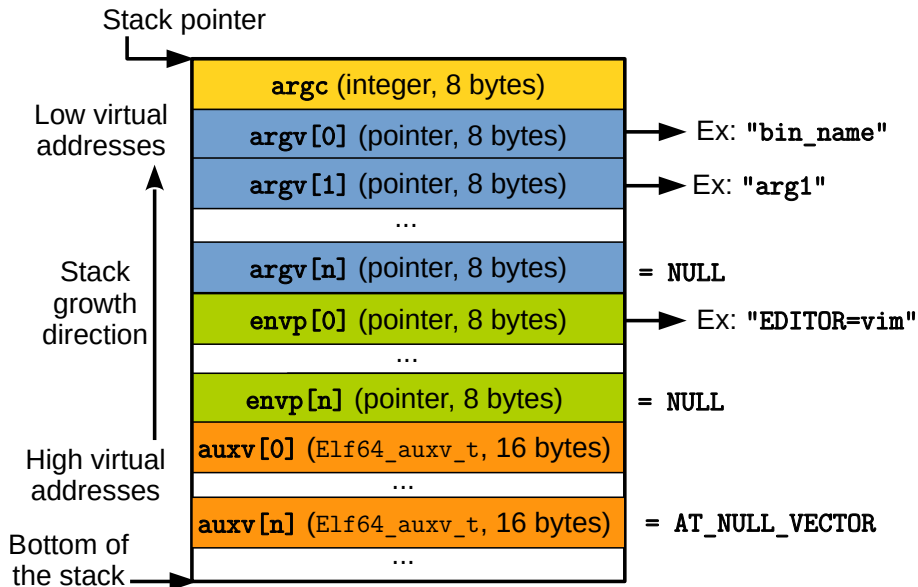 Stack pointer
argc (integer, 8 bytes)
Low virtual
addresses
argv[0] (pointer, 8 bytes)
Ex: "bin_name"
argv[1] (pointer, 8 bytes)
Ex: "arg1"
...
Stack
growth
direction
argv[n] (pointer, 8 bytes)
= NULL
envp[0] (pointer, 8 bytes)
Ex: "EDITOR=vim"
...
envp[n] (pointer, 8 bytes)
= NULL
High virtual
addresses
auxv[0] (Elf64_auxv_t, 16 bytes)
...
auxv[n] (Elf64_auxv_t, 16 bytes)
= AT_NULL_VECTOR
Bottom of
the stack
...